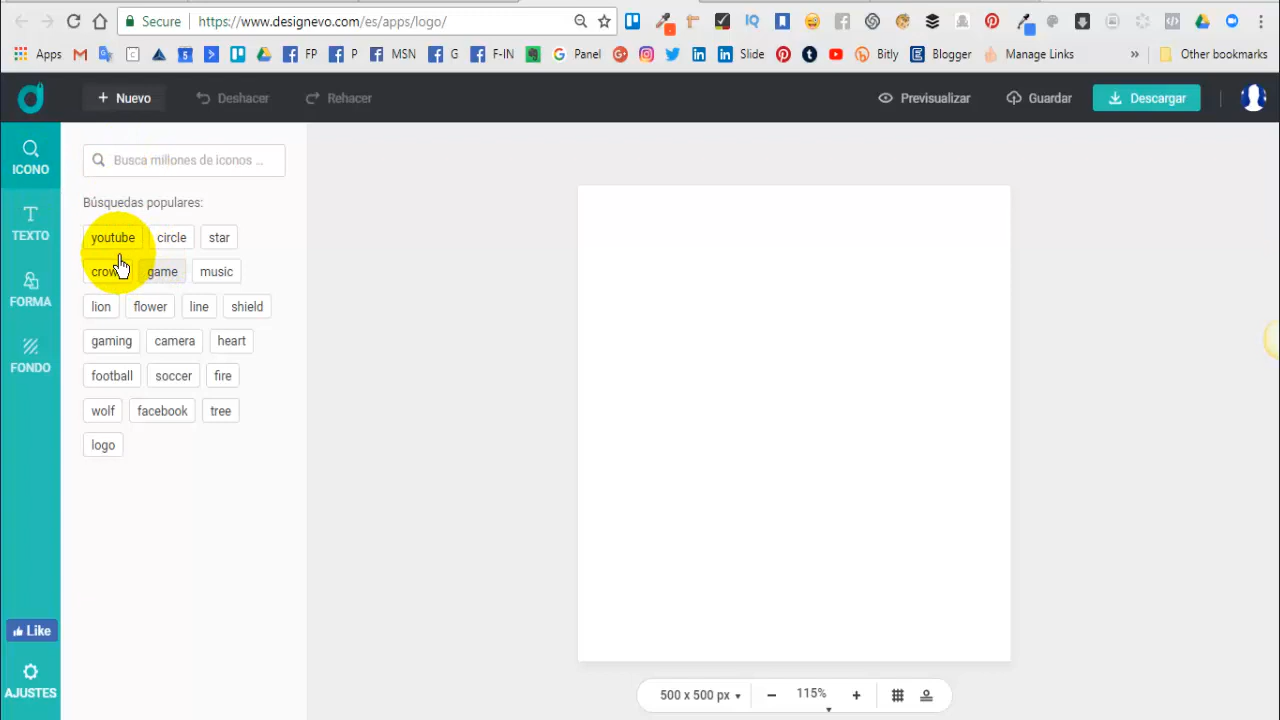 Secure https://www.designevo.com/es/apps/logo/
Apps FP P MSN G F-IN Panel Slide Bitly Blogger Manage Links » Other bookmarks
+ Nuevo Deshacer Rehacer Previsualizar Guardar Descargar
ICONO
TEXTO
FORMA
FONDO
Like
AJUSTES
Busca millones de iconos ...
Búsquedas populares:
youtube circle star
game music
lion flower line shield
gaming camera heart
football soccer fire
wolf facebook tree
logo
500 x 500 px 115%